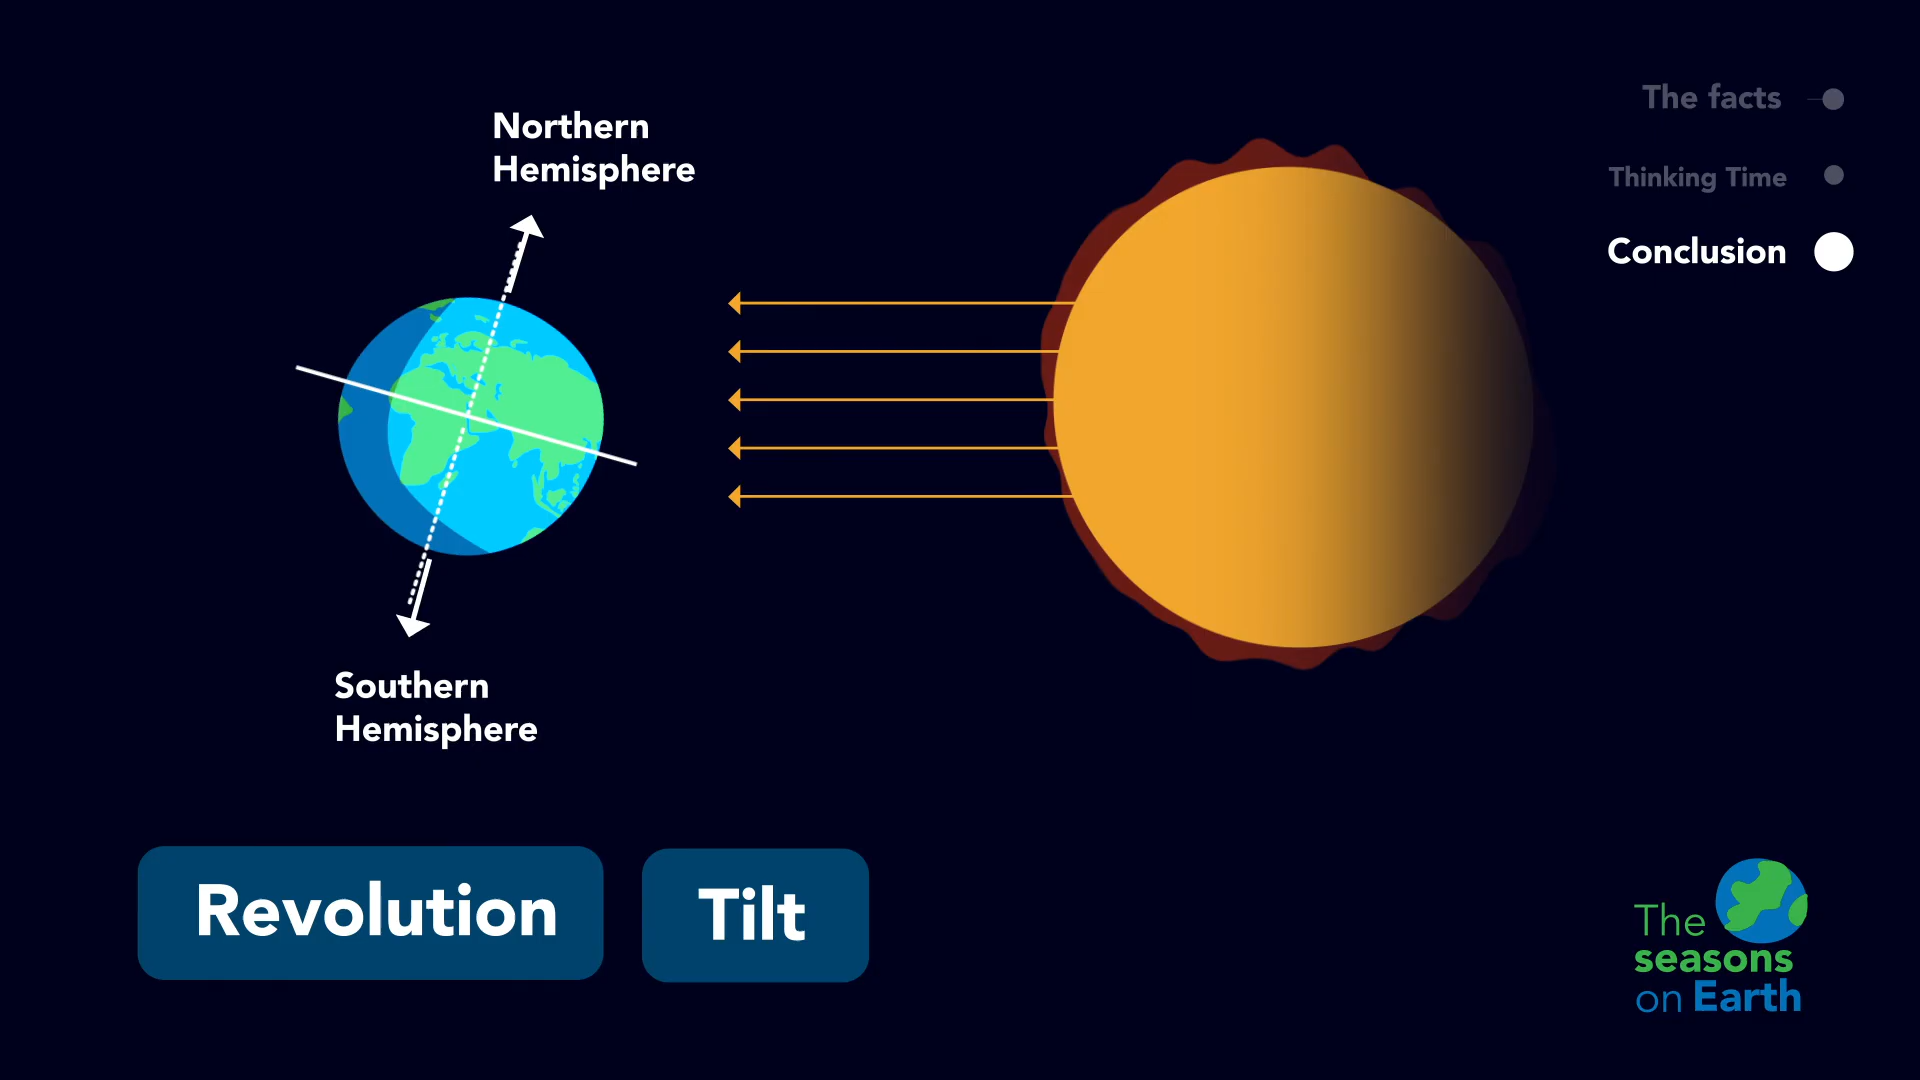 Northern
Hemisphere
The facts
Thinking Time
Conclusion
Southern
Hemisphere
Revolution
Tilt
The
seasons
on Earth